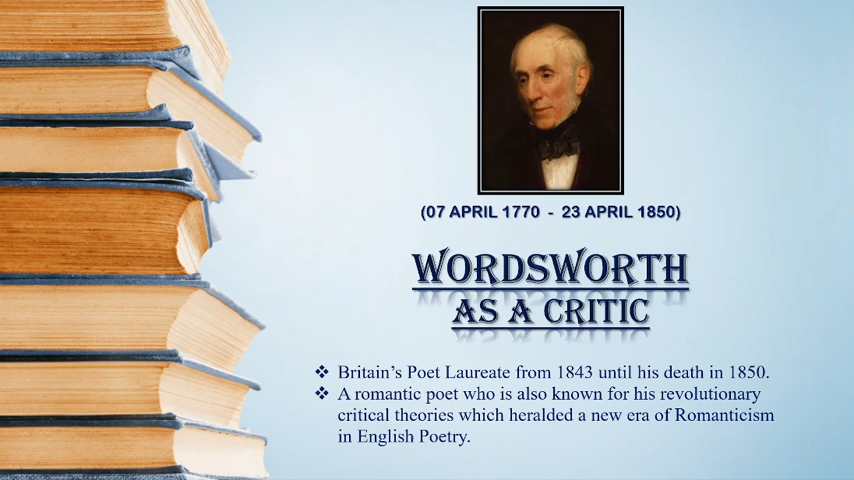 (07 APRIL 1770 - 23 APRIL 1850)
WORDSWORTH
AS A CRITIC
❖ Britain's Poet Laureate from 1843 until his death in 1850.
❖ A romantic poet who is also known for his revolutionary
critical theories which heralded a new era of Romanticism
in English Poetry.